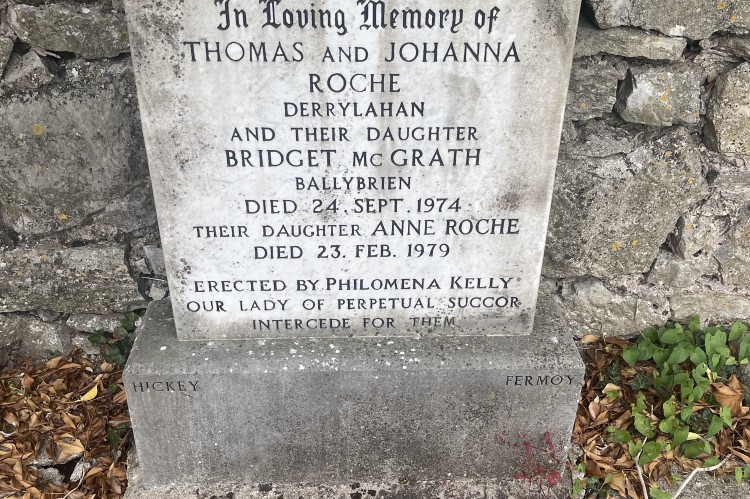 In Loving Memory of
THOMAS AND JOHANNA
ROCHE
DERRYLAHAN
AND THEIR DAUGHTER
BRIDGET MC GRATH
BALLYBRIEN
DIED 24. SEPT. 1974
THEIR DAUGHTER ANNE ROCHE
DIED 23. FEB. 1979
ERECTED BY PHILOMENA KELLY
OUR LADY OF PERPETUAL SUCCOR
INTERCEDE FOR THEM
HICKEY FERMOY